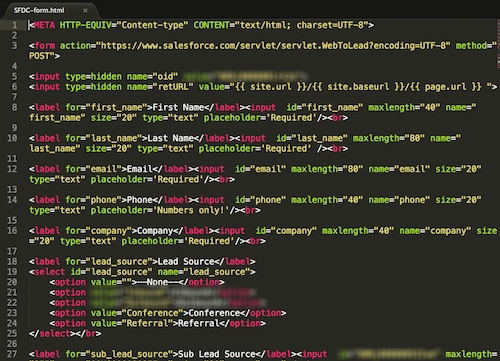 SFDC-form.html ×
1 <META HTTP-EQUIV="Content-type" CONTENT="text/html; charset=UTF-8">
2
3 <form action="https://www.salesforce.com/servlet/servlet.WebToLead?encoding=UTF-8" method="
POST">
4
5 <input type=hidden name="oid"
6 <input type=hidden name="retURL" value="{{ site.url }}/{{ site.baseurl }}/{{ page.url }} ">
7
8 <label for="first_name">First Name</label><input  id="first_name" maxlength="40" name="
first_name" size="20" type="text" placeholder='Required'/><br>
9
10 <label for="last_name">Last Name</label><input  id="last_name" maxlength="80" name="
last_name" size="20" type="text" placeholder='Required' /><br>
11
12 <label for="email">Email</label><input  id="email" maxlength="80" name="email" size="20"
type="text" placeholder='Required'/><br>
13
14 <label for="phone">Phone</label><input  id="phone" maxlength="40" name="phone" size="20"
type="text" placeholder='Numbers only!'/><br>
15
16 <label for="company">Company</label><input  id="company" maxlength="40" name="company" size
="20" type="text" placeholder='Required'/><br>
17
18 <label for="lead_source">Lead Source</label>
19 <select id="lead_source" name="lead_source">
20 <option value="">--None--</option>
21 <option
22 <option
23 <option value="Conference">Conference</option>
24 <option value="Referral">Referral</option>
25 </select></br>
26
27 <label for="sub_lead_source">Sub Lead Source</label><input